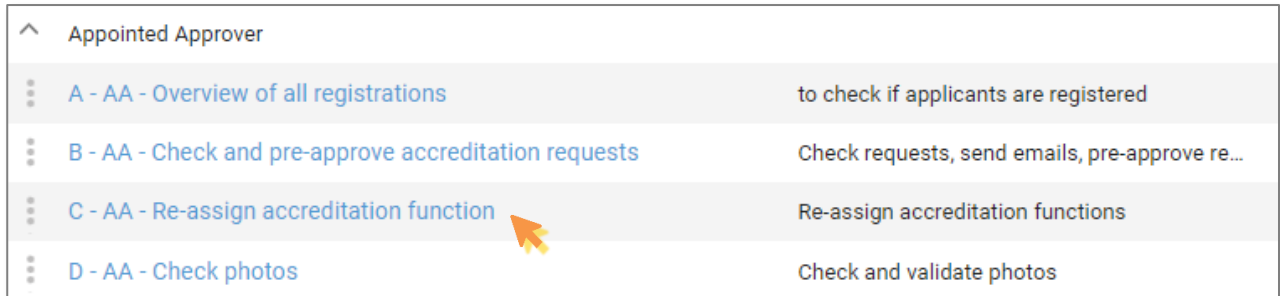 Appointed Approver
A - AA - Overview of all registrations to check if applicants are registered
B - AA - Check and pre-approve accreditation requests Check requests, send emails, pre-approve re...
C - AA - Re-assign accreditation function Re-assign accreditation functions
D - AA - Check photos Check and validate photos